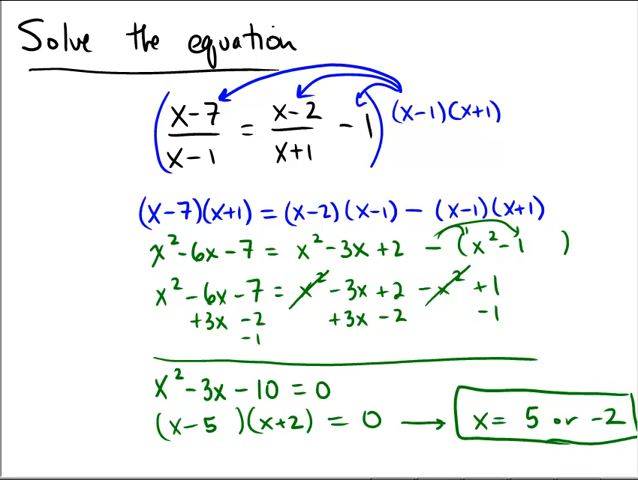 Solve the equation
(x-7/x-1 = x-2/x+1 - 1) (x-1)(x+1)
(x-7)(x+1) = (x-2)(x-1) - (x-1)(x+1)
x²-6x-7 = x²-3x+2 -(x²-1 )
x²-6x-7 = x²-3x+2 -x²+1
+3x -2 +3x -2 -1
-1
x²-3x-10 = 0
(x-5 )(x+2) = 0 → x= 5 or -2